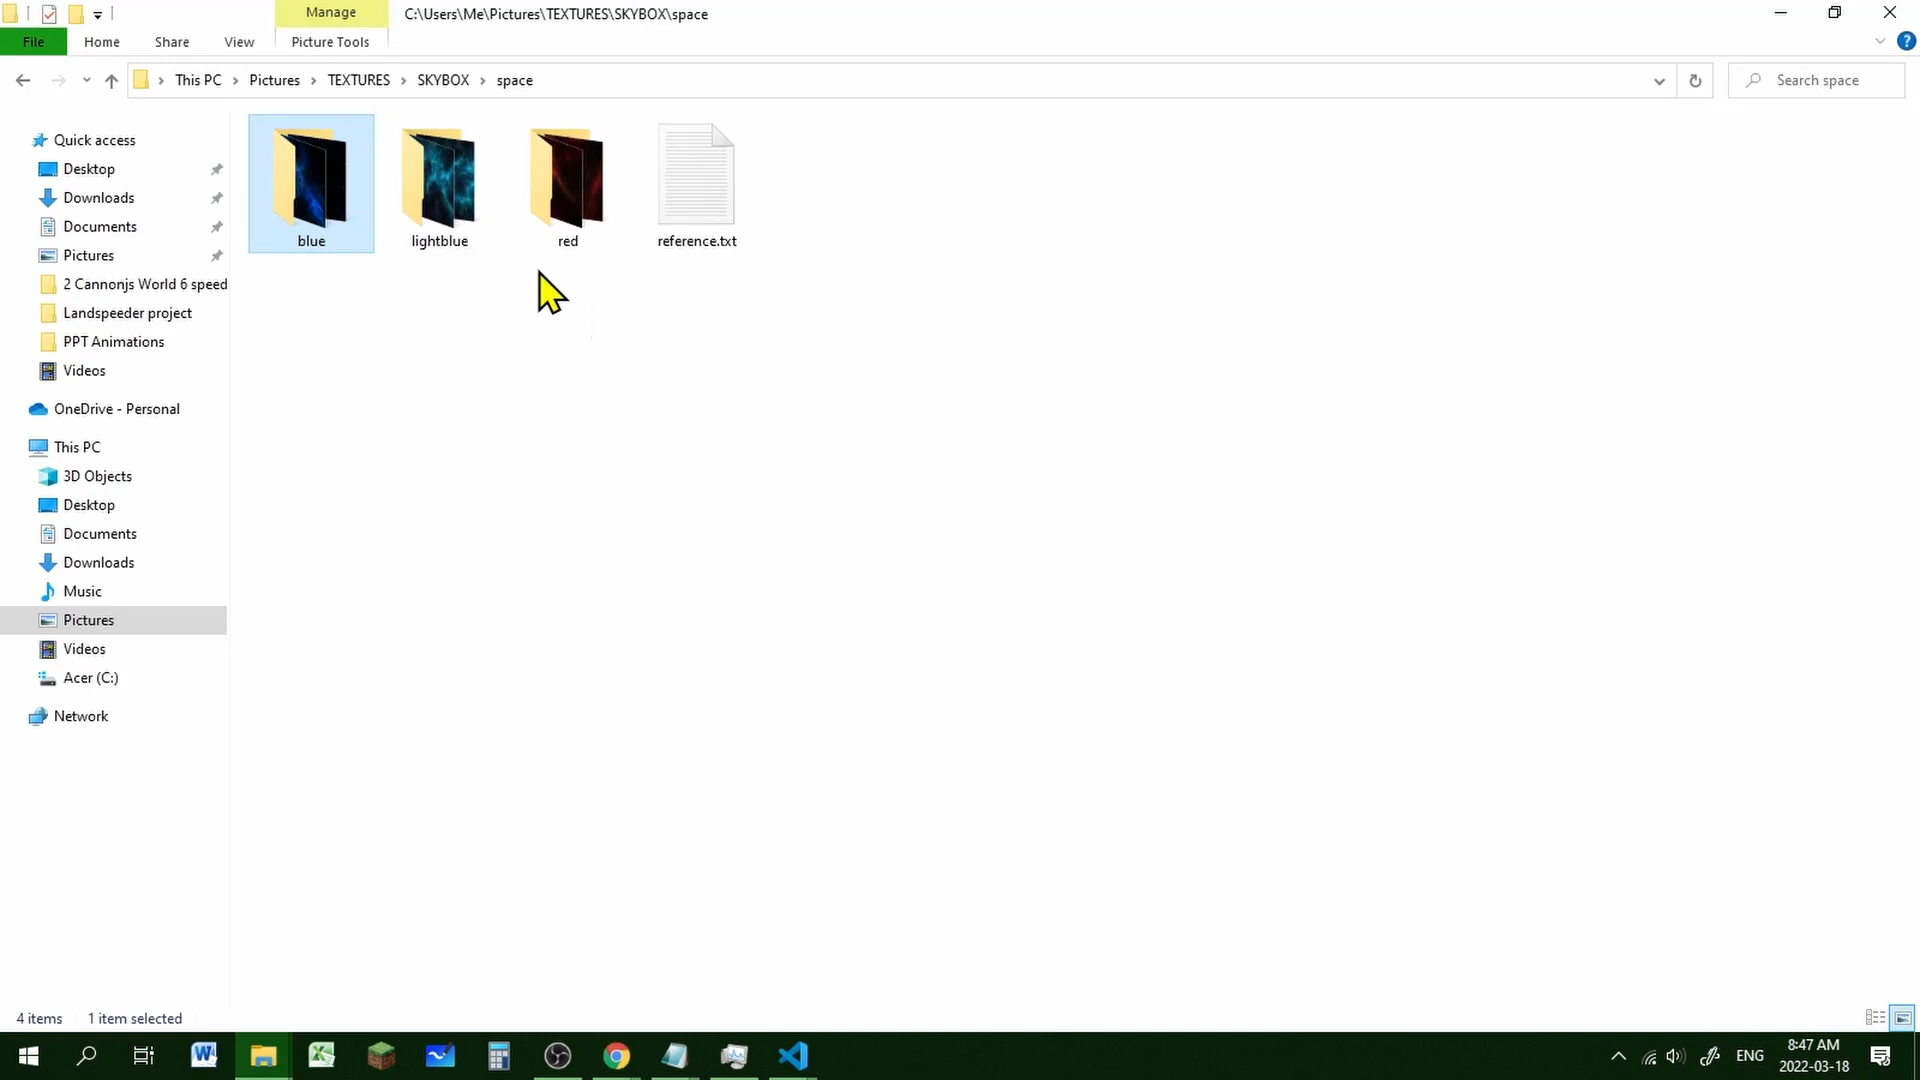 Manage
C:\Users\Me\Pictures\TEXTURES\SKYBOX\space
File
Home
Share
View
Picture Tools
This PC
Pictures
TEXTURES
SKYBOX
space
Search space
Quick access
Desktop
Downloads
Documents
Pictures
2 Cannonjs World 6 speed
Landspeeder project
PPT Animations
Videos
OneDrive - Personal
This PC
3D Objects
Desktop
Documents
Downloads
Music
Pictures
Videos
Acer (C:)
Network
blue
lightblue
red
reference.txt
4 items
1 item selected
ENG
8:47 AM
2022-03-18